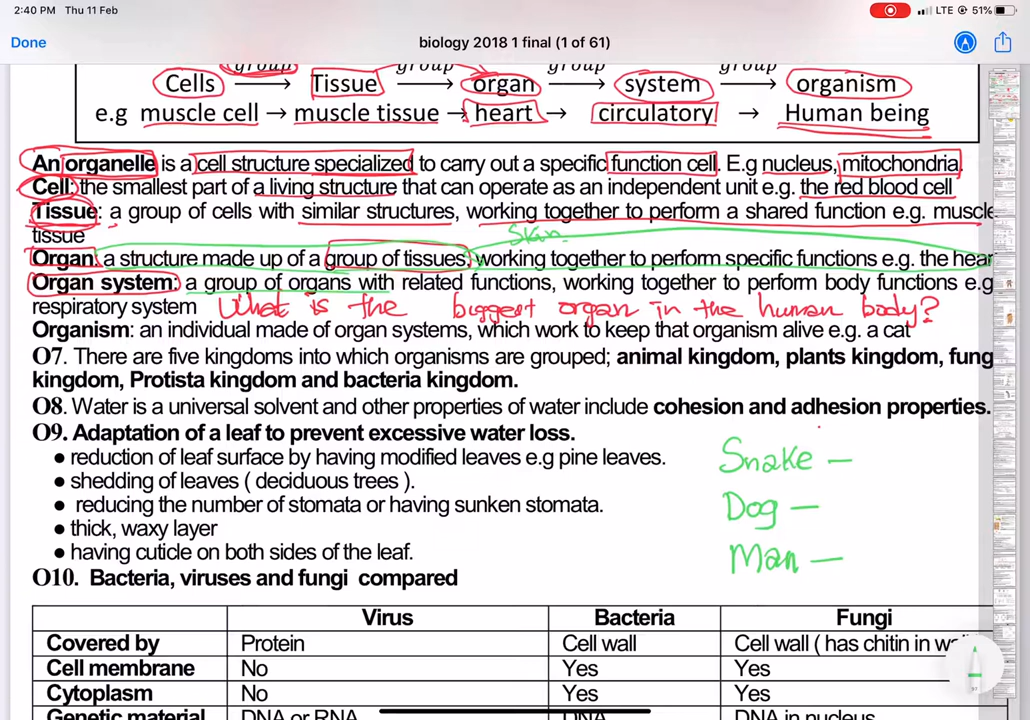 2:40 PM Thu 11 Feb
LTE 51%
Done
biology 2018 1 final (1 of 61)
group group group group
Cells Tissue organ system organism
e.g muscle cell → muscle tissue → heart → circulatory → Human being
An organelle is a cell structure specialized to carry out a specific function cell. E.g nucleus, mitochondria.
Cell: the smallest part of a living structure that can operate as an independent unit e.g. the red blood cell
Tissue: a group of cells with similar structures, working together to perform a shared function e.g. muscle
tissue
Skin
Organ: a structure made up of a group of tissues, working together to perform specific functions e.g. the hear
Organ system: a group of organs with related functions, working together to perform body functions e.g
respiratory system What is the biggest organ in the human body?
Organism: an individual made of organ systems, which work to keep that organism alive e.g. a cat
O7. There are five kingdoms into which organisms are grouped; animal kingdom, plants kingdom, fung
kingdom, Protista kingdom and bacteria kingdom.
O8. Water is a universal solvent and other properties of water include cohesion and adhesion properties.
O9. Adaptation of a leaf to prevent excessive water loss.
● reduction of leaf surface by having modified leaves e.g pine leaves.
Snake –
● shedding of leaves ( deciduous trees ).
● reducing the number of stomata or having sunken stomata.
Dog –
● thick, waxy layer
● having cuticle on both sides of the leaf.
Man –
O10. Bacteria, viruses and fungi compared
Virus Bacteria Fungi
Covered by Protein Cell wall Cell wall ( has chitin in w
Cell membrane No Yes Yes
Cytoplasm No Yes Yes
Genetic material DNA or RNA DNA DNA in nucleus